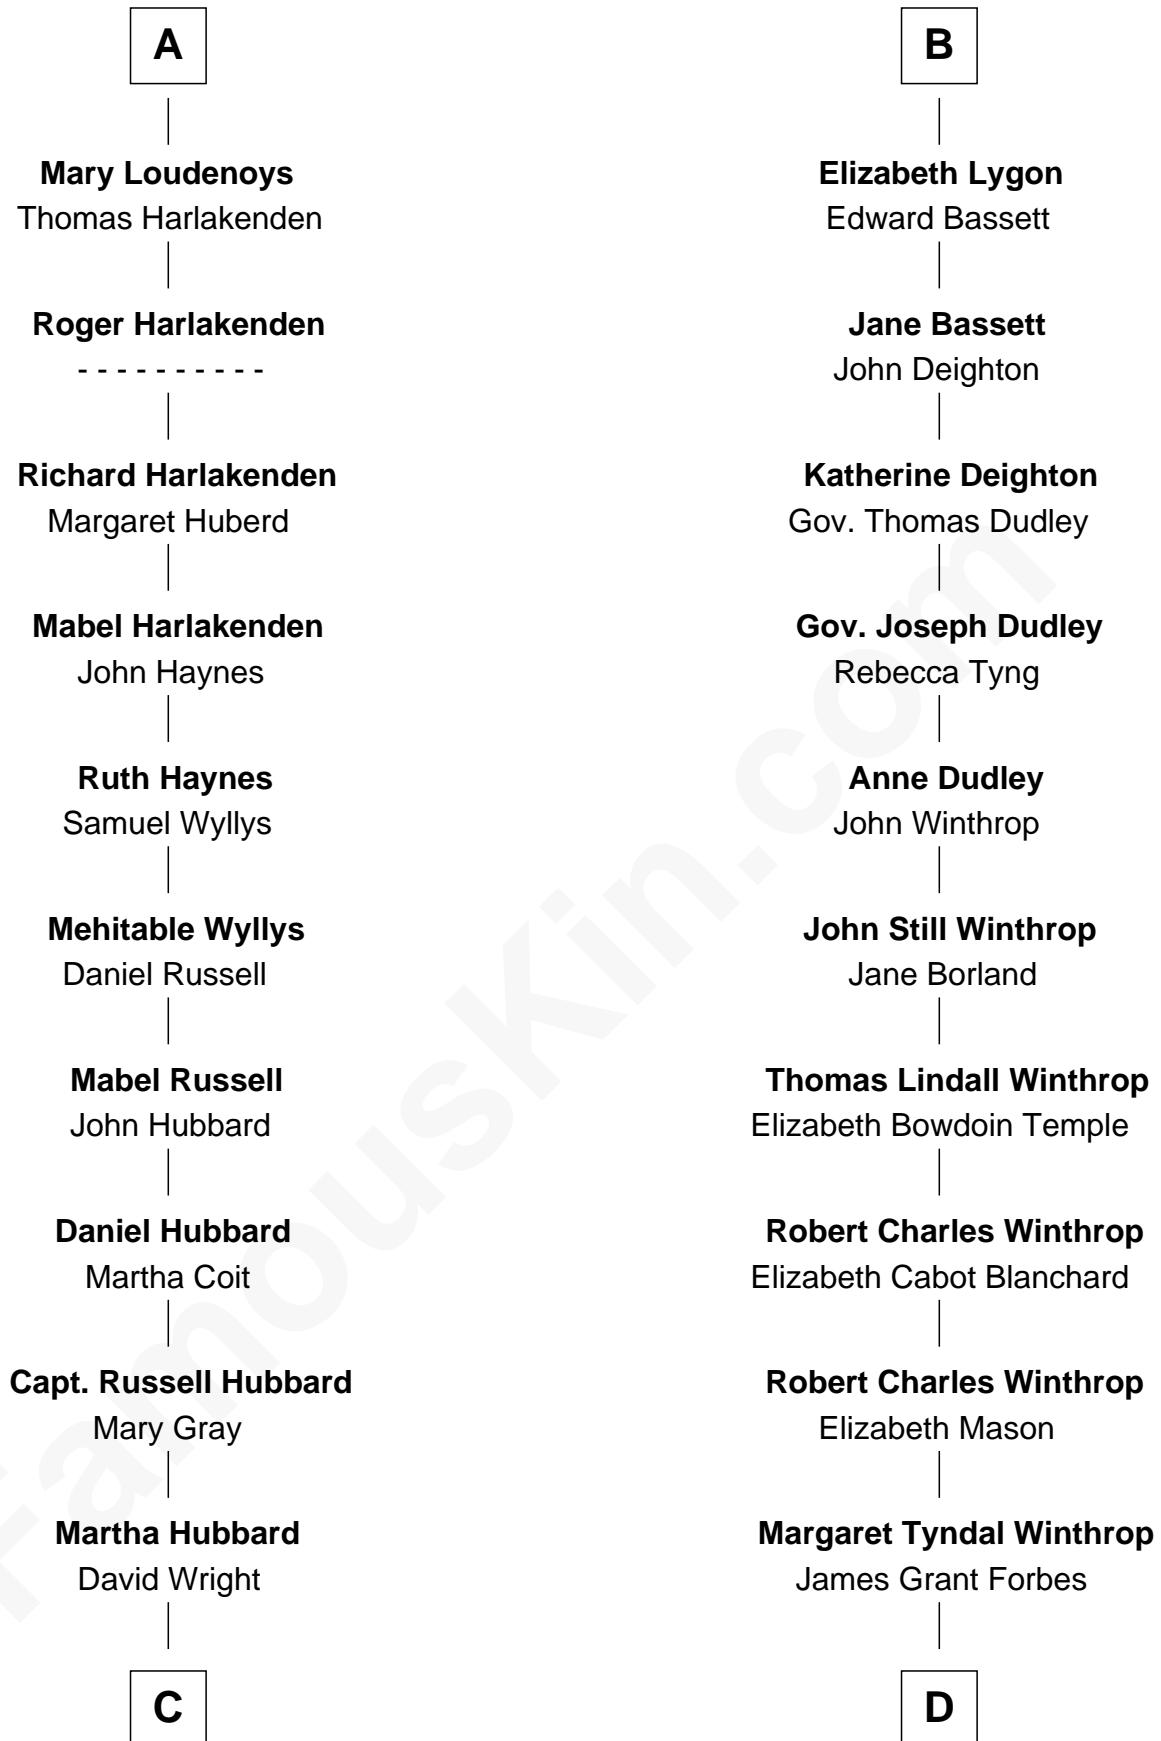 A
Mary Loudenoys
Thomas Harlakenden
Roger Harlakenden
- - - - - - - - - -
Richard Harlakenden
Margaret Huberd
Mabel Harlakenden
John Haynes
Ruth Haynes
Samuel Wyllys
Mehitable Wyllys
Daniel Russell
Mabel Russell
John Hubbard
Daniel Hubbard
Martha Coit
Capt. Russell Hubbard
Mary Gray
Martha Hubbard
David Wright
C
B
Elizabeth Lygon
Edward Bassett
Jane Bassett
John Deighton
Katherine Deighton
Gov. Thomas Dudley
Gov. Joseph Dudley
Rebecca Tyng
Anne Dudley
John Winthrop
John Still Winthrop
Jane Borland
Thomas Lindall Winthrop
Elizabeth Bowdoin Temple
Robert Charles Winthrop
Elizabeth Cabot Blanchard
Robert Charles Winthrop
Elizabeth Mason
Margaret Tyndal Winthrop
James Grant Forbes
D
FamousKin.com